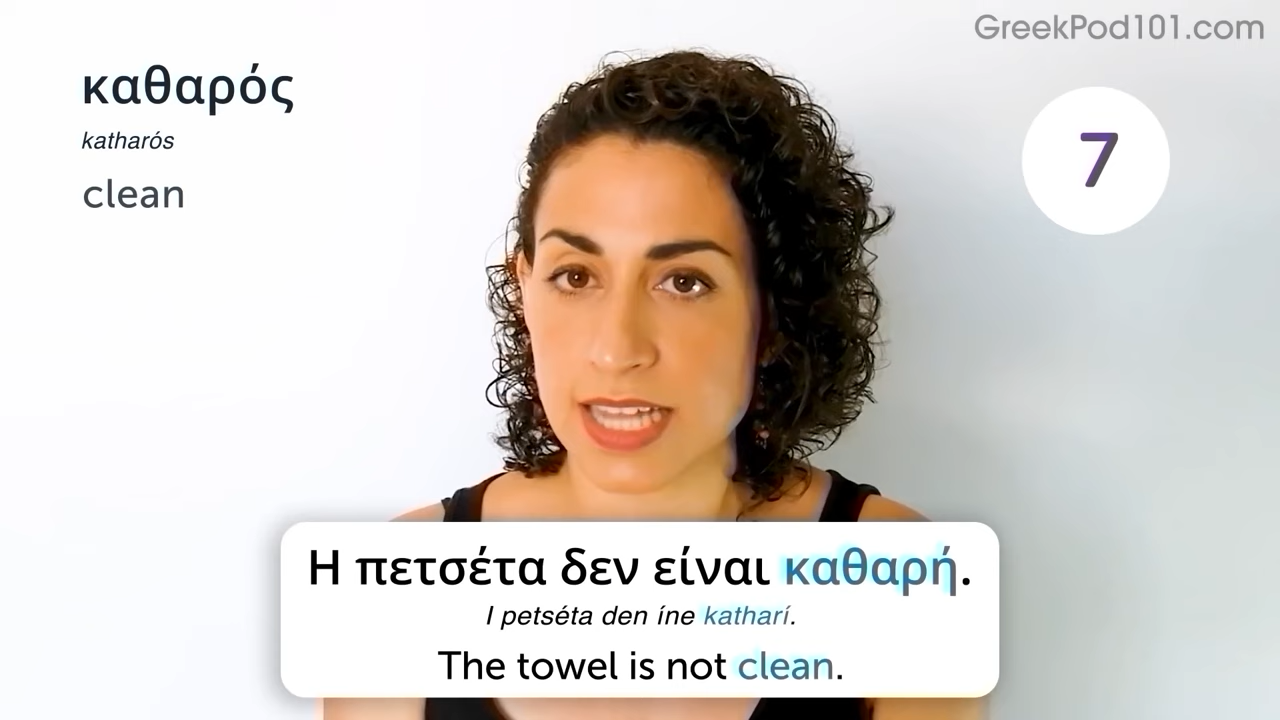 GreekPod101.com
καθαρός
katharós
clean
7
Η πετσέτα δεν είναι καθαρή.
I petséta den íne katharí.
The towel is not clean.